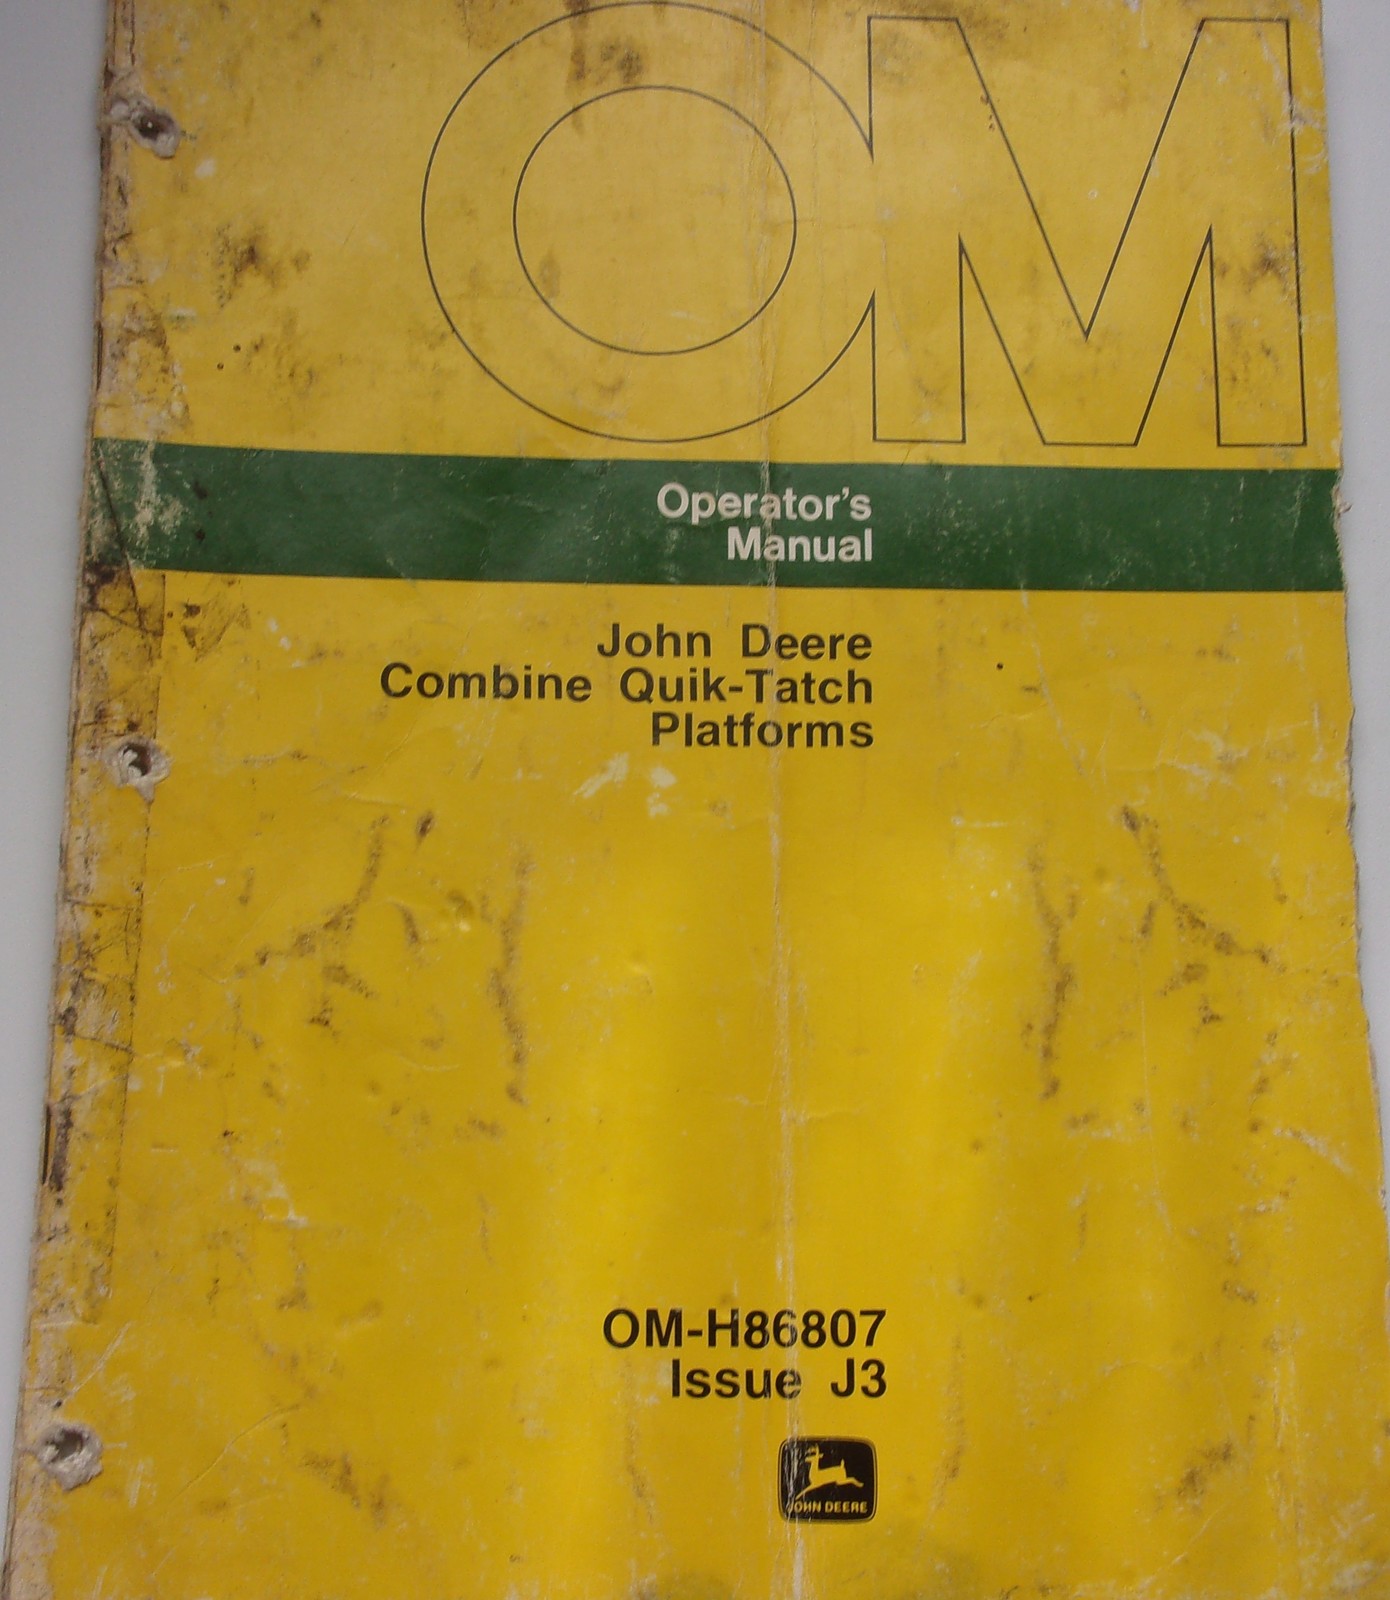 OM
Operator's
Manual
John Deere
Combine Quik-Tatch
Platforms
OM-H86807
Issue J3
JOHN DEERE